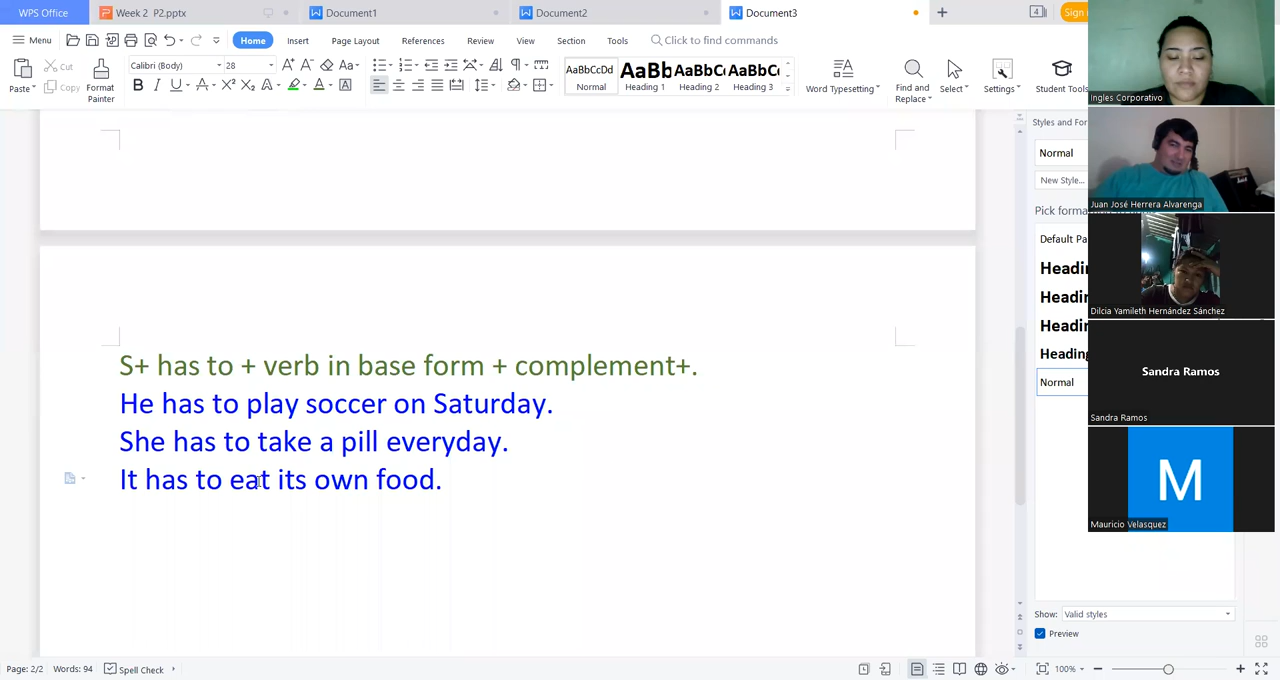 WPS Office
Week 2 P2.pptx
Document1
Document2
Document3
4
Sign i
Menu
Home
Insert
Page Layout
References
Review
View
Section
Tools
Click to find commands
Paste
Cut
Copy
Format Painter
Calibri (Body)
28
AaBbCcDd
Normal
AaBb
Heading 1
AaBbC
Heading 2
AaBbC
Heading 3
Word Typesetting
Find and Replace
Select
Settings
Student Tools
Styles and For
Normal
New Style...
Default Pa
Headin
Headin
Headin
Heading
Normal
Show:
Valid styles
Preview
S+ has to + verb in base form + complement+.
He has to play soccer on Saturday.
She has to take a pill everyday.
It has to eat its own food.
Ingles Corporativo
Juan José Herrera Alvarenga
Dilcia Yamileth Hernández Sánchez
Sandra Ramos
Sandra Ramos
M
Mauricio Velasquez
Page: 2/2
Words: 94
Spell Check
100%